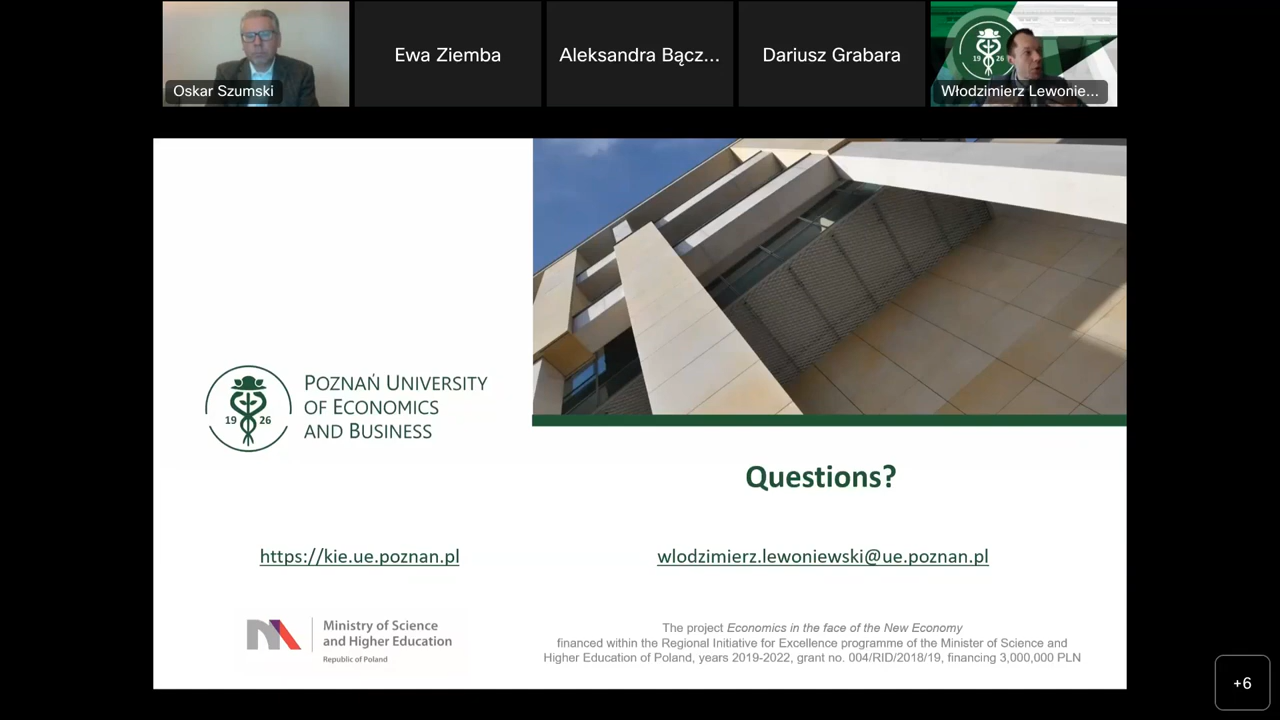 Oskar Szumski
Ewa Ziemba
Aleksandra Bącz...
Dariusz Grabara
19 26
Włodzimierz Lewonie...
19 26
POZNAŃ UNIVERSITY
OF ECONOMICS
AND BUSINESS
Questions?
https://kie.ue.poznan.pl
wlodzimierz.lewoniewski@ue.poznan.pl
Ministry of Science
and Higher Education
Republic of Poland
The project Economics in the face of the New Economy
financed within the Regional Initiative for Excellence programme of the Minister of Science and
Higher Education of Poland, years 2019-2022, grant no. 004/RID/2018/19, financing 3,000,000 PLN
+6